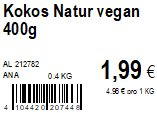 Kokos Natur vegan
400g
AL 212782
ANA 0.4 KG
1,99 €
4.98 € pro 1 KG
4 104420 207448